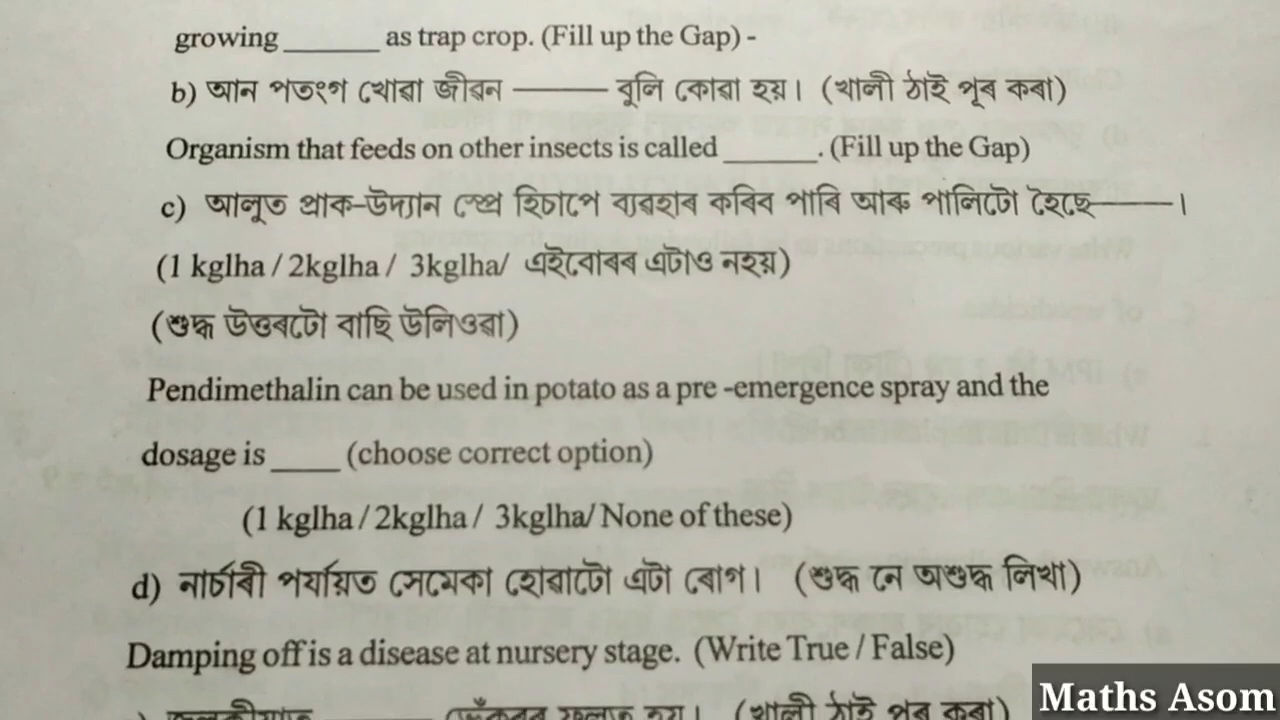 growing ______ as trap crop. (Fill up the Gap) -
b) আন পতংগ খোৱা জীৱন ——— বুলি কোৱা হয়। (খালী ঠাই পূৰ কৰা)
Organism that feeds on other insects is called ______. (Fill up the Gap)
c) আলুত প্ৰাক-উদ্যান স্প্ৰে হিচাপে ব্যৱহাৰ কৰিব পাৰি আৰু পালিটো হৈছে———।
(1 kglha / 2kglha / 3kglha/ এইবোৰৰ এটাও নহয়)
(শুদ্ধ উত্তৰটো বাছি উলিওৱা)
Pendimethalin can be used in potato as a pre -emergence spray and the
dosage is ____ (choose correct option)
(1 kglha / 2kglha / 3kglha/ None of these)
d) নাৰ্চাৰী পৰ্যায়ত সেমেকা হোৱাটো এটা ৰোগ। (শুদ্ধ নে অশুদ্ধ লিখা)
Damping off is a disease at nursery stage. (Write True / False)
(খালী ঠাই পূৰ কৰা)
Maths Asom